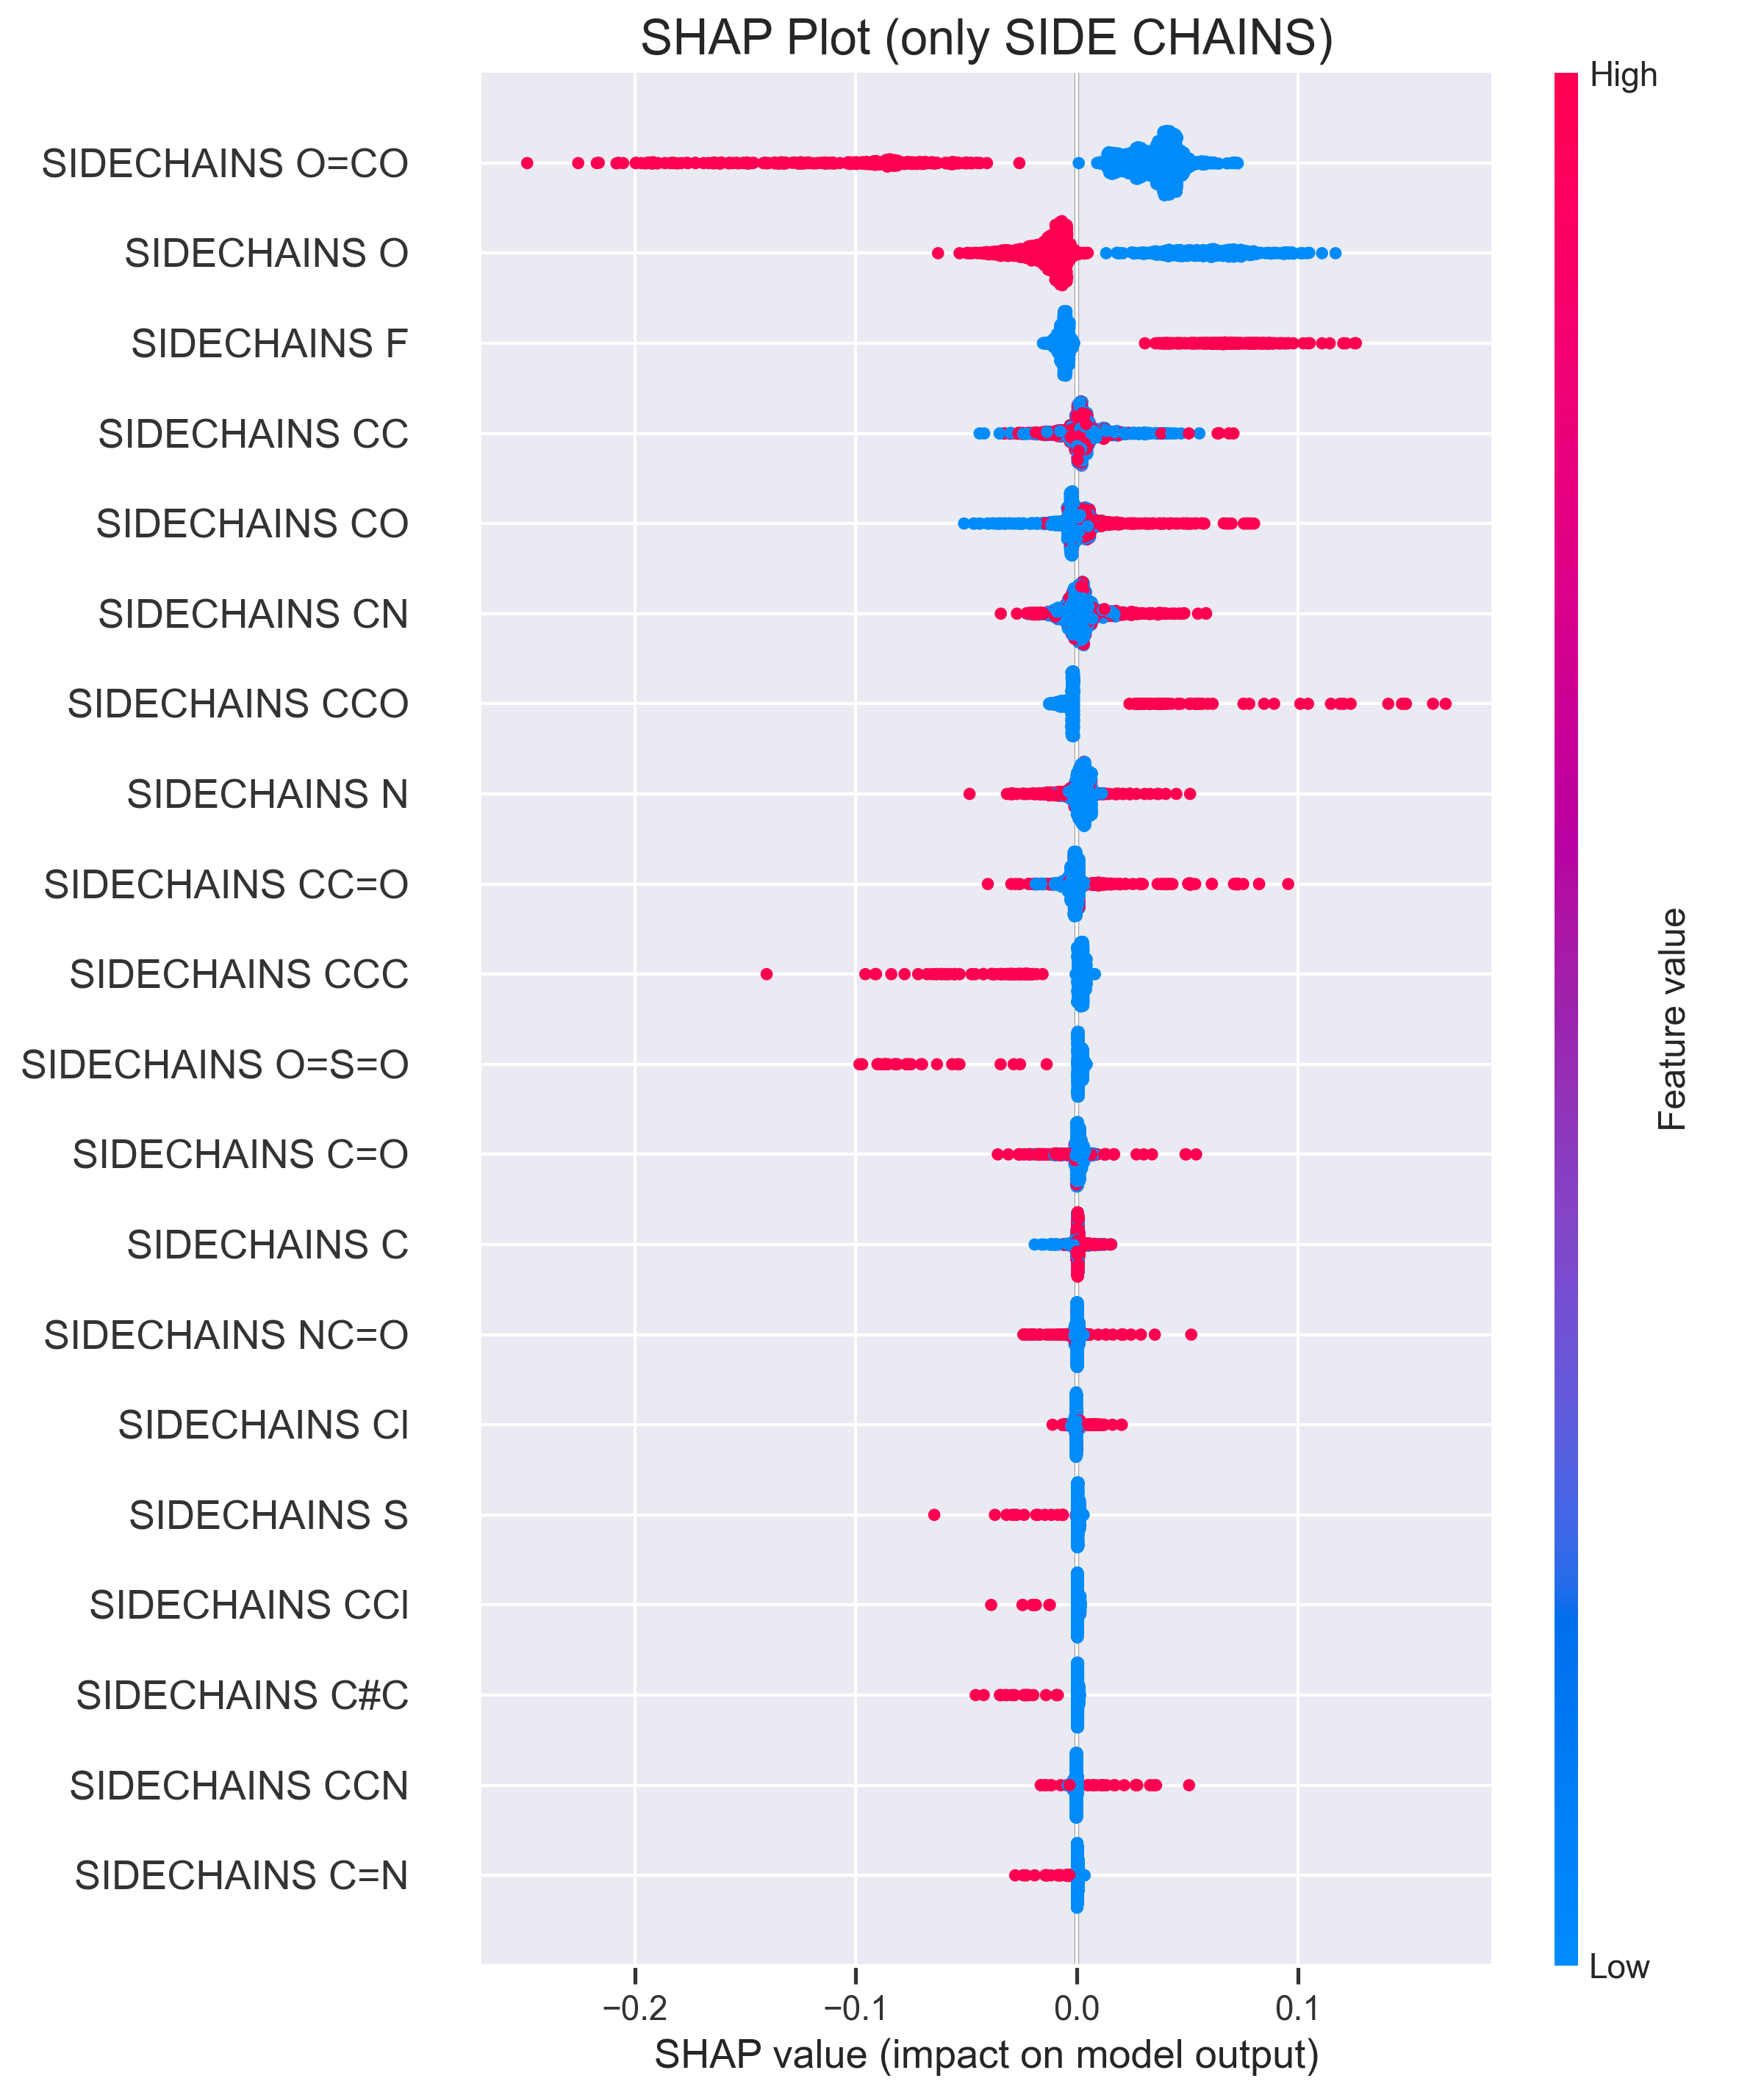 SHAP Plot (only SIDE CHAINS)
High
SIDECHAINS O=CO
SIDECHAINS O
SIDECHAINS F
SIDECHAINS CC
SIDECHAINS CO
SIDECHAINS CN
SIDECHAINS CCO
SIDECHAINS N
SIDECHAINS CC=O
SIDECHAINS CCC
SIDECHAINS O=S=O
SIDECHAINS C=O
SIDECHAINS C
SIDECHAINS NC=O
SIDECHAINS Cl
SIDECHAINS S
SIDECHAINS CCl
SIDECHAINS C#C
SIDECHAINS CCN
SIDECHAINS C=N
Feature value
Low
−0.2 −0.1 0.0 0.1
SHAP value (impact on model output)